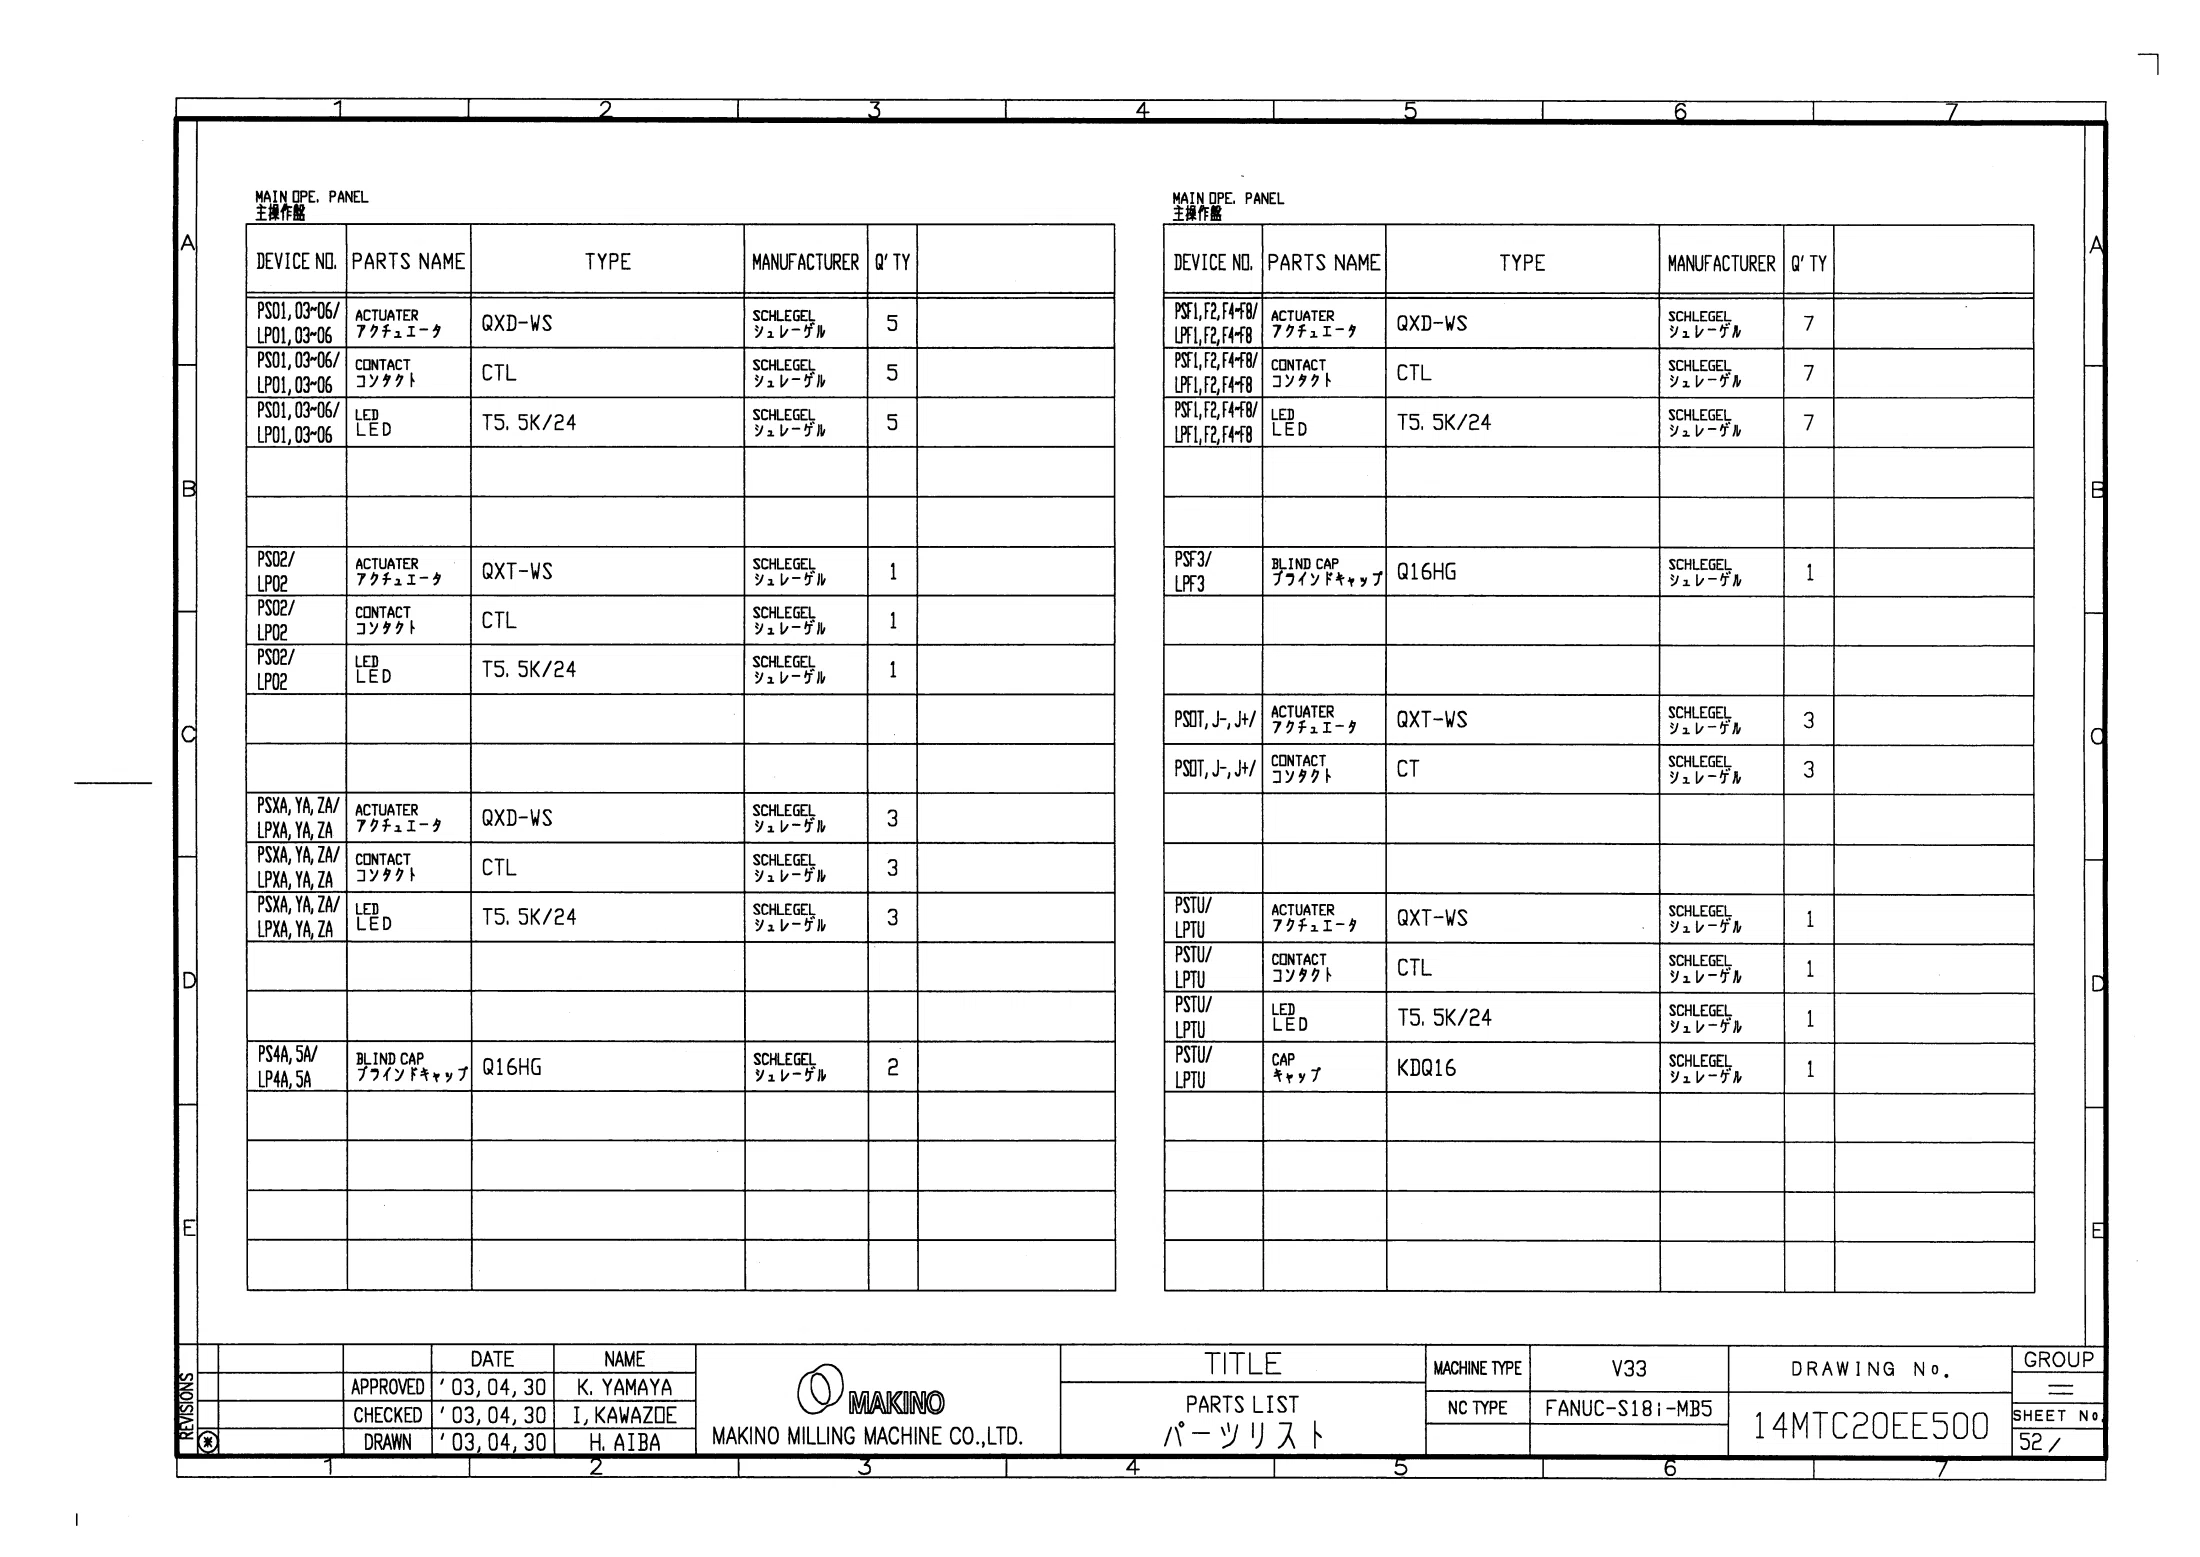 1 2 3 4 5 6 7
MAIN OPE. PANEL
主操作盤
DEVICE NO. PARTS NAME TYPE MANUFACTURER Q'TY
PS01, 03~06/ LP01, 03~06 ACTUATER アクチュエータ QXD-WS SCHLEGEL シュレーゲル 5
PS01, 03~06/ LP01, 03~06 CONTACT コンタクト CTL SCHLEGEL シュレーゲル 5
PS01, 03~06/ LP01, 03~06 LED LED T5. 5K/24 SCHLEGEL シュレーゲル 5
PS02/ LP02 ACTUATER アクチュエータ QXT-WS SCHLEGEL シュレーゲル 1
PS02/ LP02 CONTACT コンタクト CTL SCHLEGEL シュレーゲル 1
PS02/ LP02 LED LED T5. 5K/24 SCHLEGEL シュレーゲル 1
PSXA, YA, ZA/ LPXA, YA, ZA ACTUATER アクチュエータ QXD-WS SCHLEGEL シュレーゲル 3
PSXA, YA, ZA/ LPXA, YA, ZA CONTACT コンタクト CTL SCHLEGEL シュレーゲル 3
PSXA, YA, ZA/ LPXA, YA, ZA LED LED T5. 5K/24 SCHLEGEL シュレーゲル 3
PS4A, 5A/ LP4A, 5A BLIND CAP ブラインドキャップ Q16HG SCHLEGEL シュレーゲル 2
MAIN OPE. PANEL
主操作盤
DEVICE NO. PARTS NAME TYPE MANUFACTURER Q'TY
PSF1, F2, F4~F8/ LPF1, F2, F4~F8 ACTUATER アクチュエータ QXD-WS SCHLEGEL シュレーゲル 7
PSF1, F2, F4~F8/ LPF1, F2, F4~F8 CONTACT コンタクト CTL SCHLEGEL シュレーゲル 7
PSF1, F2, F4~F8/ LPF1, F2, F4~F8 LED LED T5. 5K/24 SCHLEGEL シュレーゲル 7
PSF3/ LPF3 BLIND CAP ブラインドキャップ Q16HG SCHLEGEL シュレーゲル 1
PSOT, J-, J+/ ACTUATER アクチュエータ QXT-WS SCHLEGEL シュレーゲル 3
PSOT, J-, J+/ CONTACT コンタクト CT SCHLEGEL シュレーゲル 3
PSTU/ LPTU ACTUATER アクチュエータ QXT-WS SCHLEGEL シュレーゲル 1
PSTU/ LPTU CONTACT コンタクト CTL SCHLEGEL シュレーゲル 1
PSTU/ LPTU LED LED T5. 5K/24 SCHLEGEL シュレーゲル 1
PSTU/ LPTU CAP キャップ KDQ16 SCHLEGEL シュレーゲル 1
A A
B B
C C
D D
E E
REVISIONS
DATE NAME
APPROVED '03, 04, 30 K. YAMAYA
CHECKED '03, 04, 30 I, KAWAZOE
DRAWN '03, 04, 30 H. AIBA
MAKINO
MAKINO MILLING MACHINE CO.,LTD.
TITLE
PARTS LIST
パーツリスト
MACHINE TYPE V33
NC TYPE FANUC-S18i-MB5
DRAWING No.
14MTC20EE500
GROUP
=
SHEET No.
52 /
1 2 3 4 5 6 7